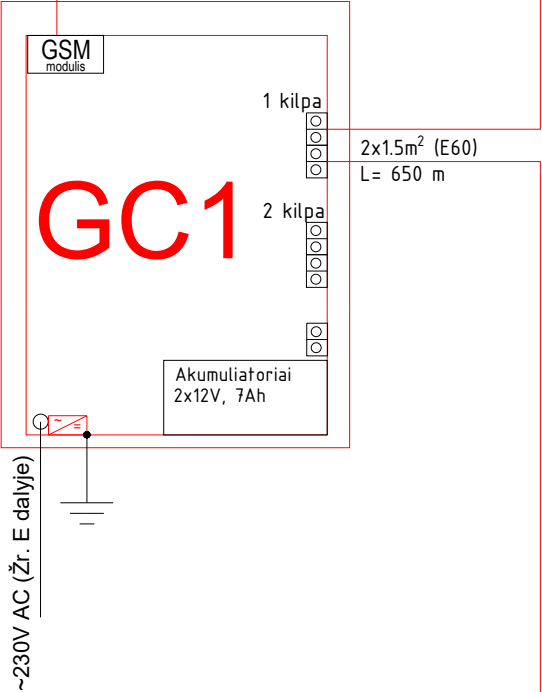 GSM
modulis
1 kilpa
2x1.5m² (E60)
L= 650 m
GC1
2 kilpa
Akumuliatoriai
2x12V, 7Ah
~
=
~230V AC (Žr. E dalyje)